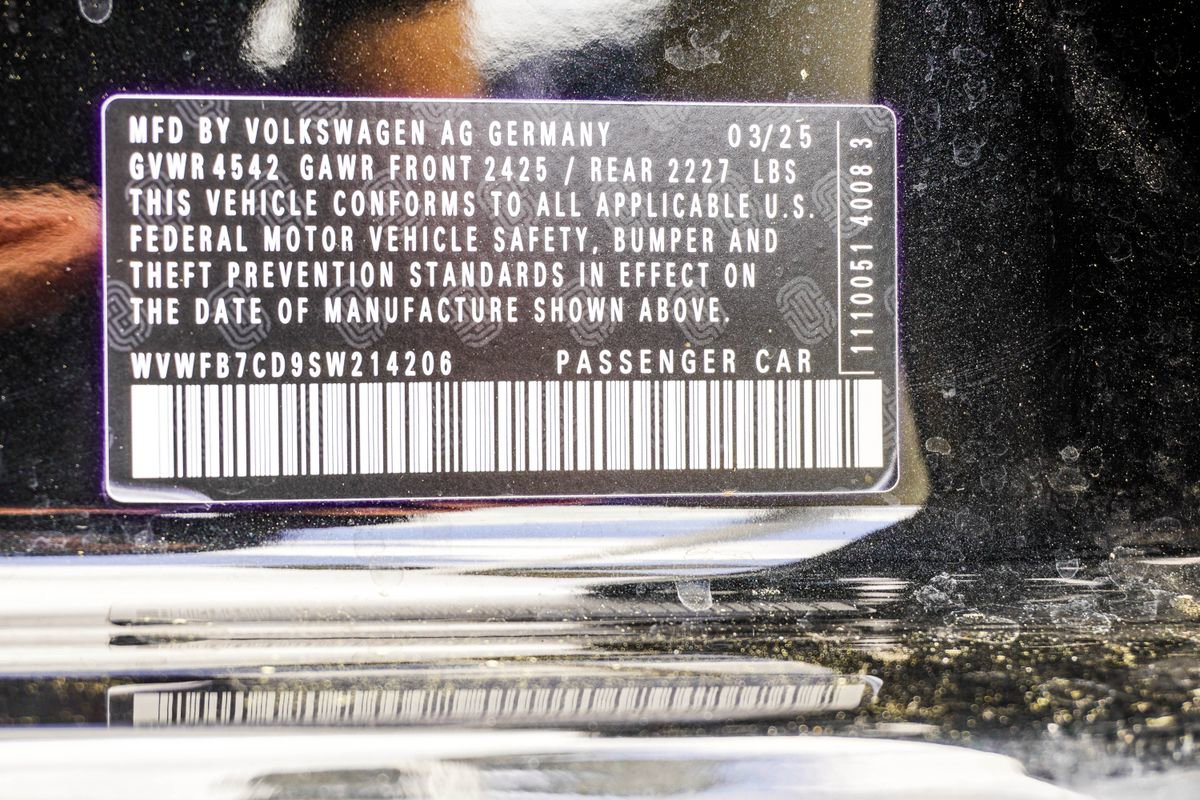 MFD BY VOLKSWAGEN AG GERMANY 03/25
GVWR 4542 GAWR FRONT 2425 / REAR 2227 LBS
THIS VEHICLE CONFORMS TO ALL APPLICABLE U.S.
FEDERAL MOTOR VEHICLE SAFETY, BUMPER AND
THEFT PREVENTION STANDARDS IN EFFECT ON
THE DATE OF MANUFACTURE SHOWN ABOVE.
WVWFB7CD9SW214206 PASSENGER CAR
1110051 4008 3